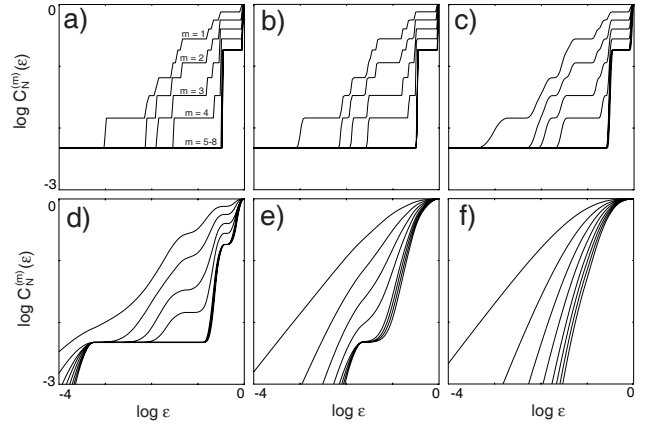 0
a)
b)
c)
m = 1
m = 2
m = 3
m = 4
m = 5-8
log C_N^(m)(ε)
-3
0
d)
e)
f)
log C_N^(m)(ε)
-3
-4
0
-4
0
-4
0
log ε
log ε
log ε